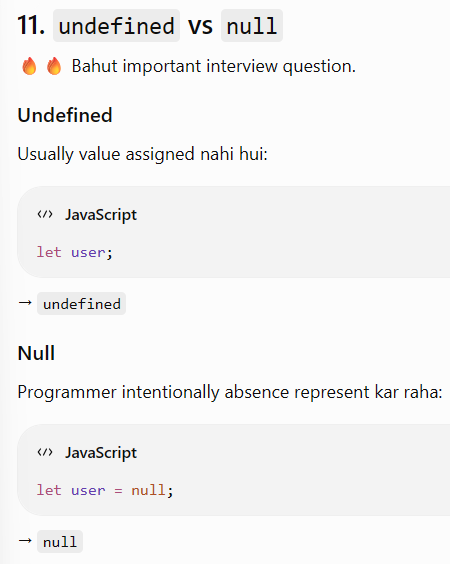 11. undefined vs null
🔥 🔥 Bahut important interview question.
Undefined
Usually value assigned nahi hui:
</> JavaScript
let user;
→ undefined
Null
Programmer intentionally absence represent kar raha:
</> JavaScript
let user = null;
→ null